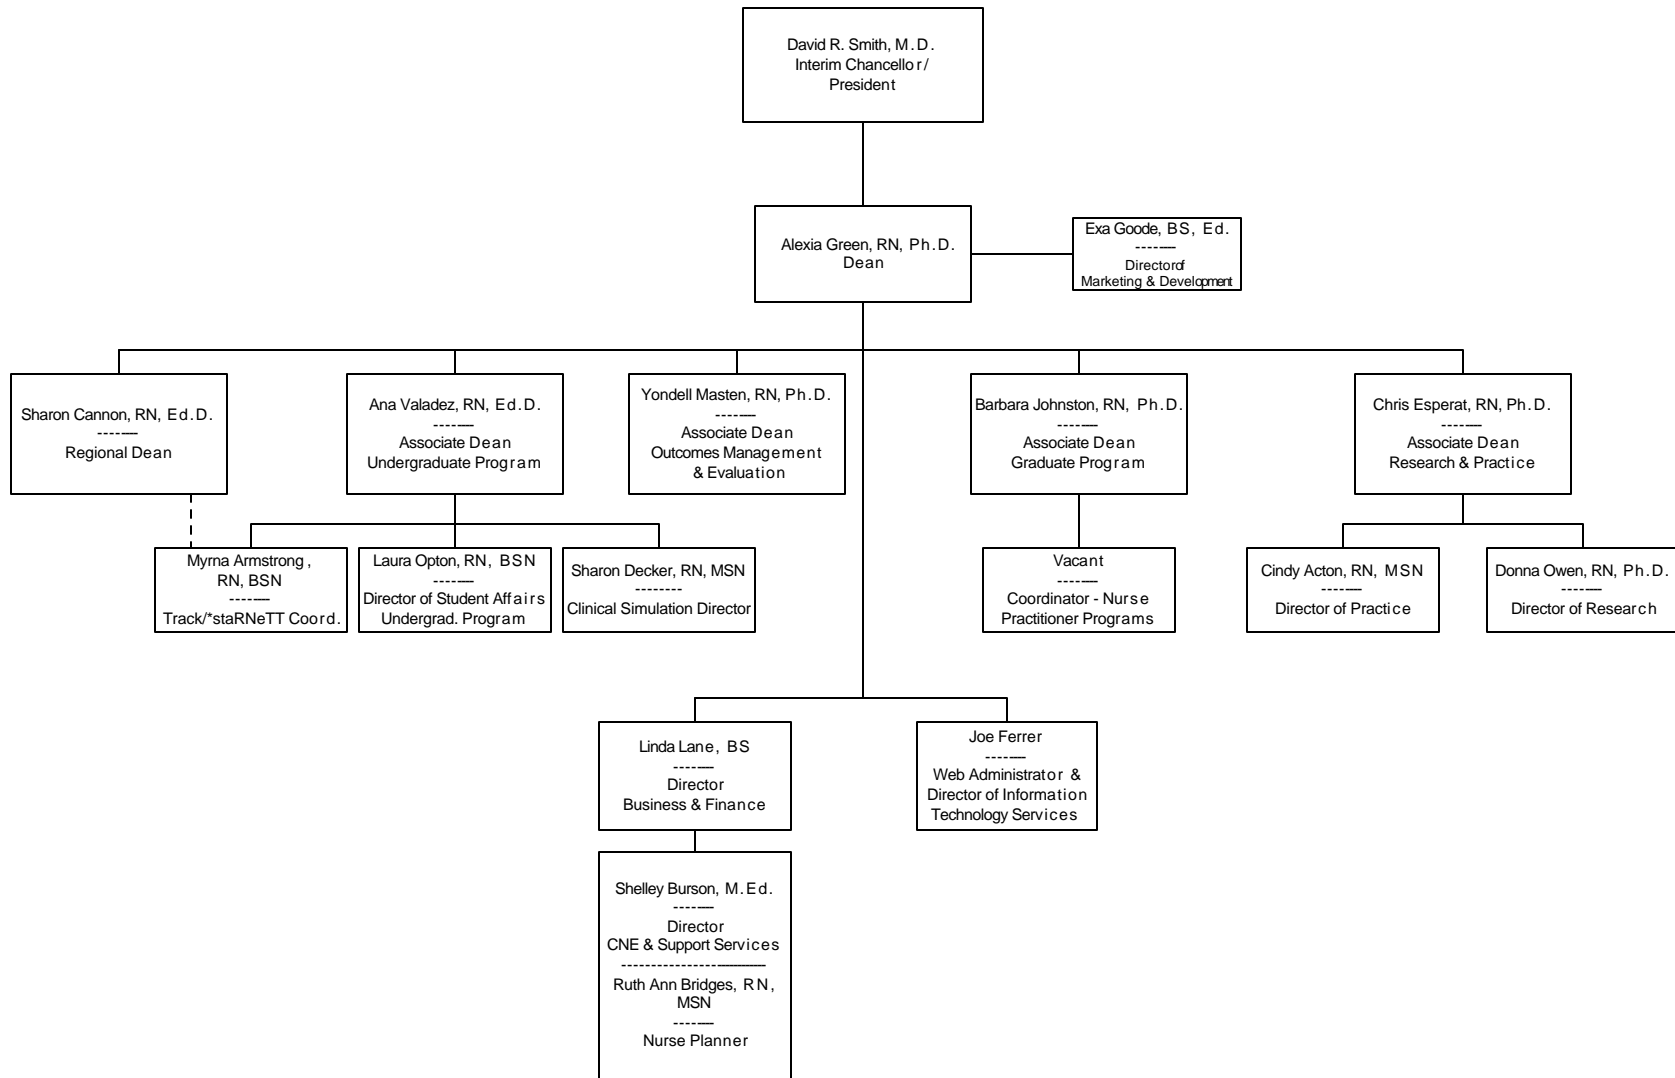 David R. Smith, M.D.
Interim Chancellor/
President
Alexia Green, RN, Ph.D.
Dean
Exa Goode, BS, Ed.
--------
Director of
Marketing & Development
Sharon Cannon, RN, Ed.D.
--------
Regional Dean
Ana Valadez, RN, Ed.D.
--------
Associate Dean
Undergraduate Program
Yondell Masten, RN, Ph.D.
--------
Associate Dean
Outcomes Management
& Evaluation
Barbara Johnston, RN, Ph.D.
--------
Associate Dean
Graduate Program
Chris Esperat, RN, Ph.D.
--------
Associate Dean
Research & Practice
Myrna Armstrong,
RN, BSN
--------
Track/*staRNeTT Coord.
Laura Opton, RN, BSN
--------
Director of Student Affairs
Undergrad. Program
Sharon Decker, RN, MSN
--------
Clinical Simulation Director
Vacant
--------
Coordinator - Nurse
Practitioner Programs
Cindy Acton, RN, MSN
--------
Director of Practice
Donna Owen, RN, Ph.D.
--------
Director of Research
Linda Lane, BS
--------
Director
Business & Finance
Joe Ferrer
--------
Web Administrator &
Director of Information
Technology Services
Shelley Burson, M.Ed.
--------
Director
CNE & Support Services
----------------------------
Ruth Ann Bridges, RN,
MSN
--------
Nurse Planner